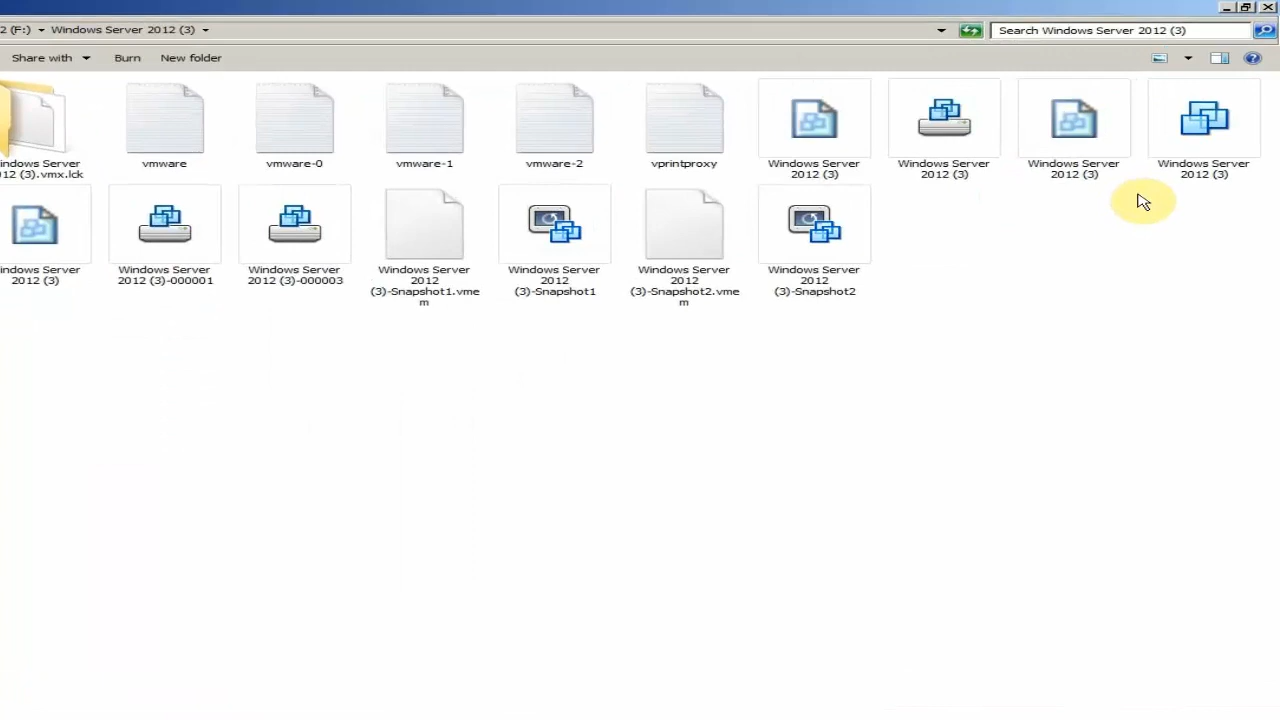 2 (F:) Windows Server 2012 (3)
Search Windows Server 2012 (3)
Share with Burn New folder
indows Server
12 (3).vmx.lck
vmware
vmware-0
vmware-1
vmware-2
vprintproxy
Windows Server
2012 (3)
Windows Server
2012 (3)
Windows Server
2012 (3)
Windows Server
2012 (3)
indows Server
2012 (3)
Windows Server
2012 (3)-000001
Windows Server
2012 (3)-000003
Windows Server
2012
(3)-Snapshot1.vme
m
Windows Server
2012
(3)-Snapshot1
Windows Server
2012
(3)-Snapshot2.vme
m
Windows Server
2012
(3)-Snapshot2